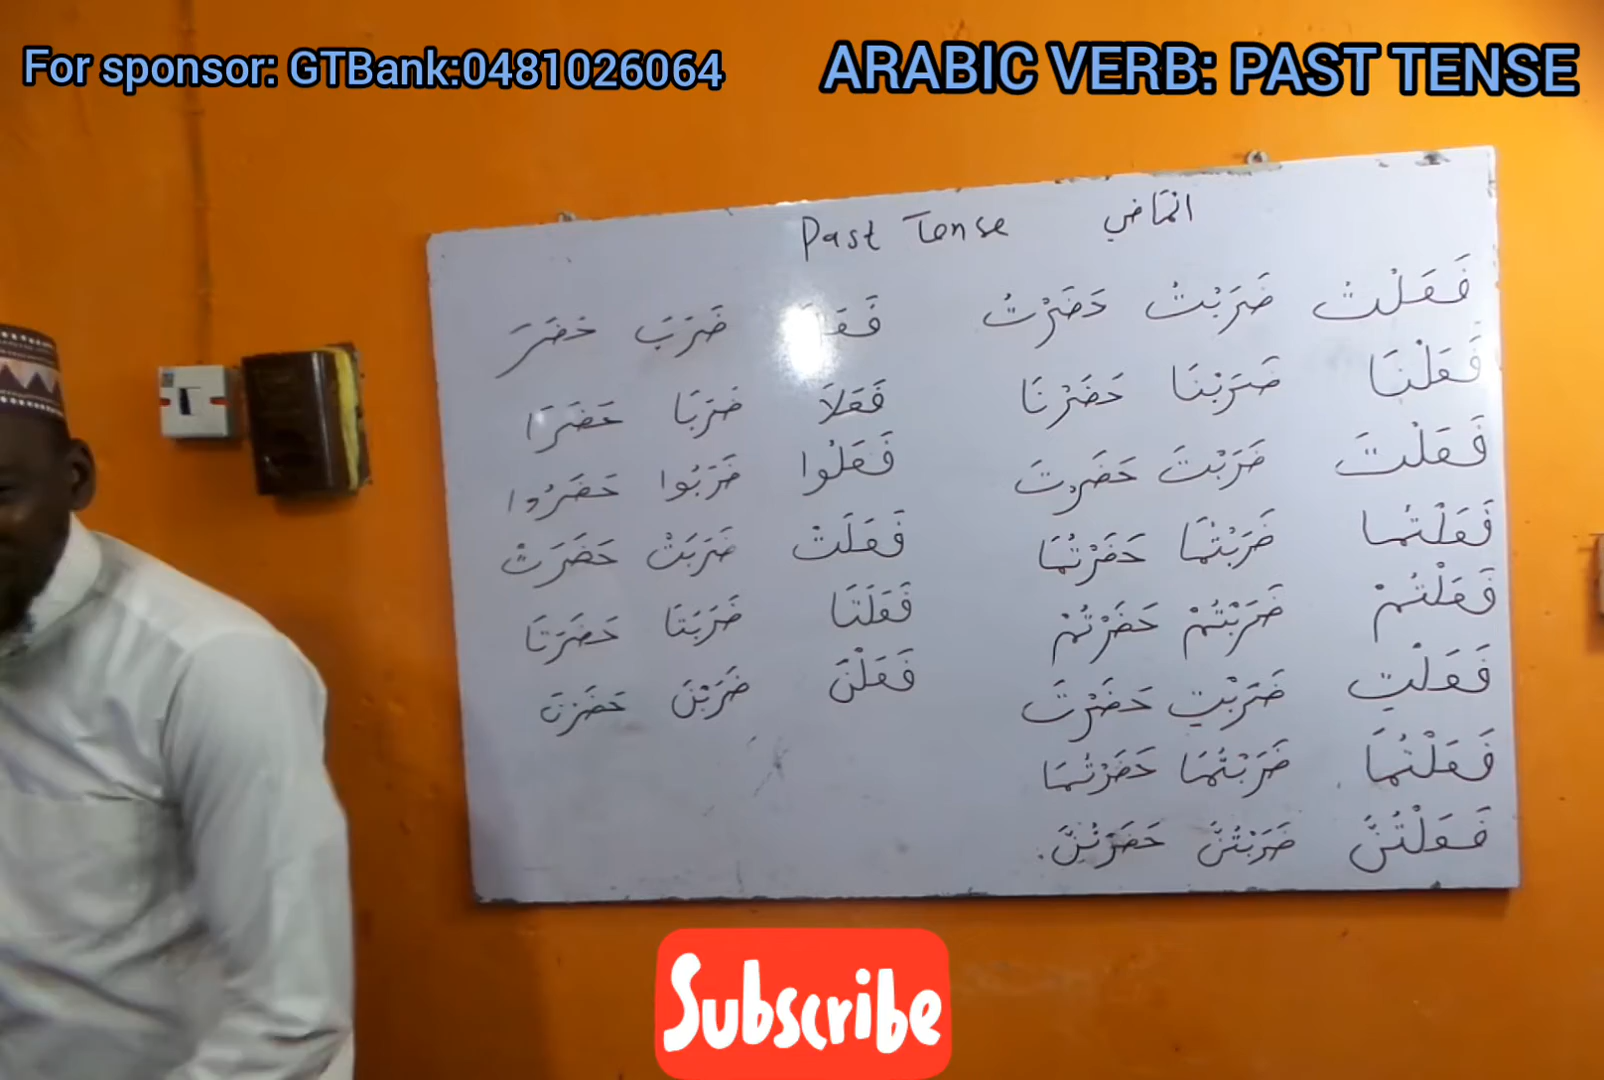 For sponsor: GTBank:0481026064
ARABIC VERB: PAST TENSE
Past Tense الماضي
فَعَلْتُ ضَرَبْتُ حَضَرْتُ
فَعَلْنَا ضَرَبْنَا حَضَرْنَا
فَعَلْتَ ضَرَبْتَ حَضَرْتَ
فَعَلْتُمَا ضَرَبْتُمَا حَضَرْتُمَا
فَعَلْتُمْ ضَرَبْتُمْ حَضَرْتُمْ
فَعَلْتِ ضَرَبْتِ حَضَرْتَ
فَعَلْتُمَا ضَرَبْتُمَا حَضَرْتُمَا
فَعَلْتُنَّ ضَرَبْتُنَّ حَضَرْتُنَّ.
ضَرَبَ حَضَرَ
فَعَلَا ضَرَبَا حَضَرَا
فَعَلُوا ضَرَبُوا حَضَرُوا
فَعَلَتْ ضَرَبَتْ حَضَرَتْ
فَعَلَتَا ضَرَبَتَا حَضَرَتَا
فَعَلْنَ ضَرَبْنَ حَضَرْنَ
Subscribe